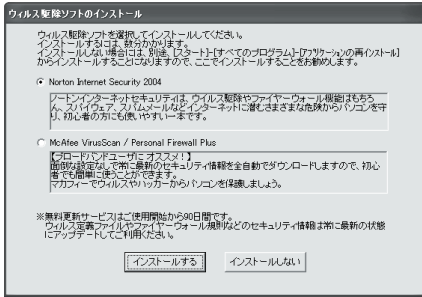 ウィルス駆除ソフトのインストール
ウィルス駆除ソフトを選択してインストールしてください。
インストールするには、数分かかります。
インストールしない場合には、別途、[スタート]-[すべてのプログラム]-[アプリケーションの再インストール]
からインストールすることになりますので、ここでインストールすることをお勧めします。
Norton Internet Security 2004
ノートンインターネットセキュリティは、ウィルス駆除やファイヤーウォール機能はもちろ
ん、スパイウェア、スパムメールなどインターネットに潜むさまざまな危険からパソコンを守
り、初心者の方にも使いやすい一本です。
McAfee VirusScan / Personal Firewall Plus
【ブロードバンドユーザにオススメ！】
面倒な設定なしで常に最新のセキュリティ情報を全自動でダウンロードしますので、初心
者でも簡単に使うことができます。
マカフィーでウィルスやハッカーからパソコンを保護しましょう。
※無料更新サービスはご使用開始から90日間です。
ウィルス定義ファイルやファイヤーウォール規則などのセキュリティ情報は常に最新の状態
にアップデートしてご利用ください。
インストールする
インストールしない